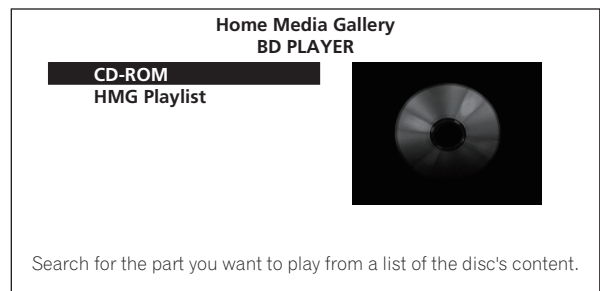 Home Media Gallery
BD PLAYER
CD-ROM
HMG Playlist
Search for the part you want to play from a list of the disc's content.